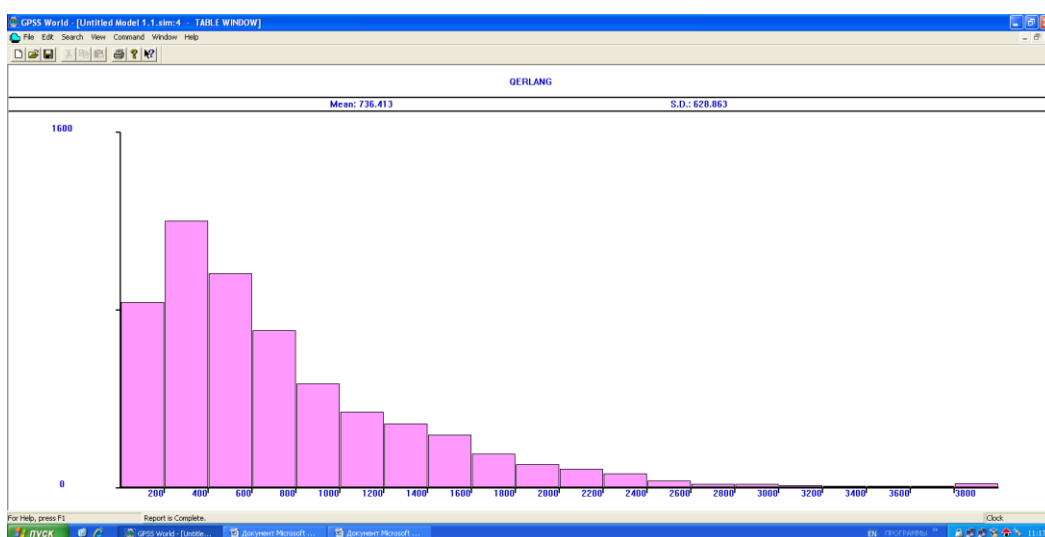 GPSS World - [Untitled Model 1.1.sim:4 - TABLE WINDOW]
File Edit Search View Command Window Help
QERLANG
Mean: 736.413 S.D.: 628.863
1600
0
200 400 600 800 1000 1200 1400 1600 1800 2000 2200 2400 2600 2800 3000 3200 3400 3600 3800
For Help, press F1 Report is Complete. Clock
пуск GPSS World - [Untitle... Документ Microsoft ... Документ Microsoft ... EN ПРОГРАММЫ